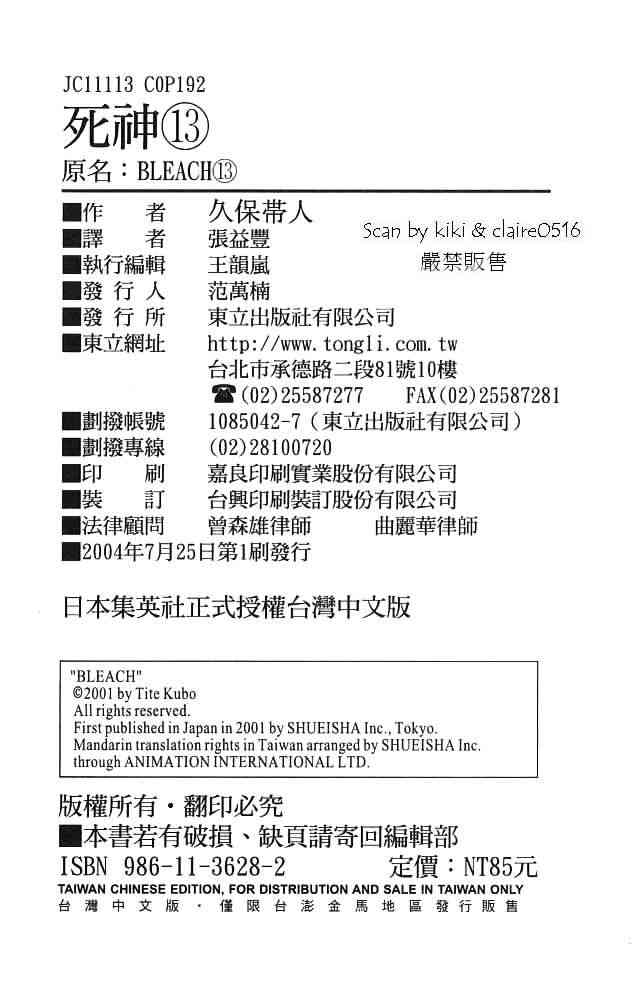 JC11113 C0P192
死神⑬
原名：BLEACH⑬
■作　者　久保帯人
■譯　者　張益豐
■執行編輯　王韻嵐
■發 行 人　范萬楠
■發 行 所　東立出版社有限公司
■東立網址　http://www.tongli.com.tw
台北市承德路二段81號10樓
☎(02)25587277　FAX(02)25587281
■劃撥帳號　1085042-7（東立出版社有限公司）
■劃撥專線　(02)28100720
■印　刷　嘉良印刷實業股份有限公司
■裝　訂　台興印刷裝訂股份有限公司
■法律顧問　曾森雄律師　曲麗華律師
■2004年7月25日第1刷發行
Scan by kiki & claire0516
嚴禁販售
日本集英社正式授權台灣中文版
"BLEACH"
©2001 by Tite Kubo
All rights reserved.
First published in Japan in 2001 by SHUEISHA Inc., Tokyo.
Mandarin translation rights in Taiwan arranged by SHUEISHA Inc.
through ANIMATION INTERNATIONAL LTD.
版權所有・翻印必究
■本書若有破損、缺頁請寄回編輯部
ISBN 986-11-3628-2　定價：NT85元
TAIWAN CHINESE EDITION, FOR DISTRIBUTION AND SALE IN TAIWAN ONLY
台灣中文版・僅限台澎金馬地區發行販售